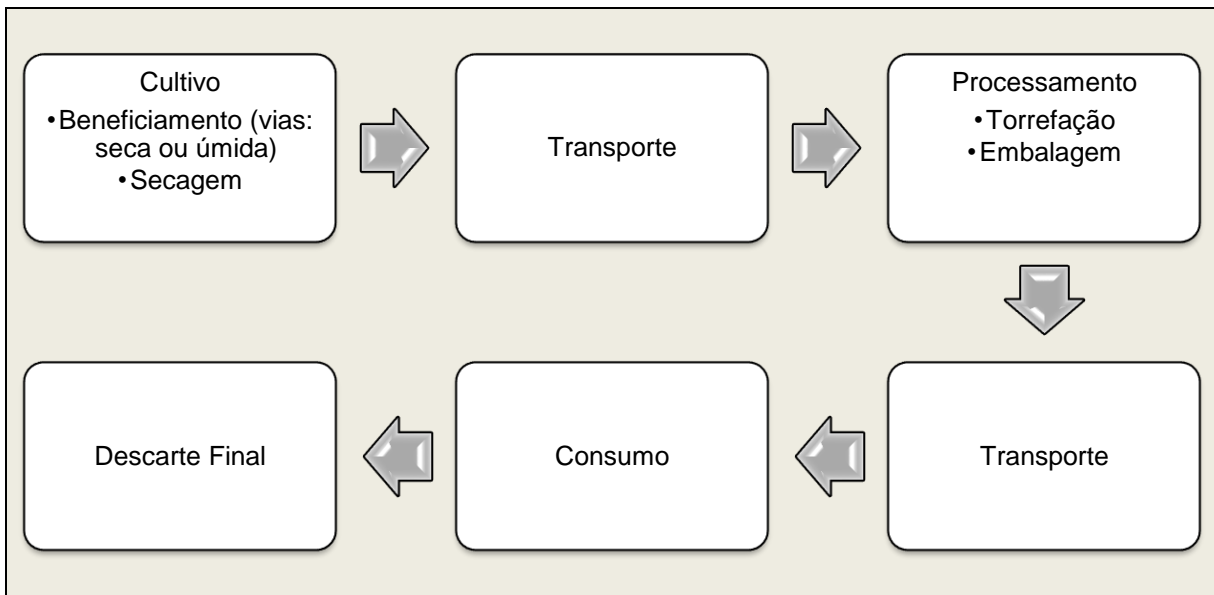 Cultivo
•Beneficiamento (vias:
seca ou úmida)
•Secagem
Transporte
Processamento
•Torrefação
•Embalagem
Transporte
Consumo
Descarte Final